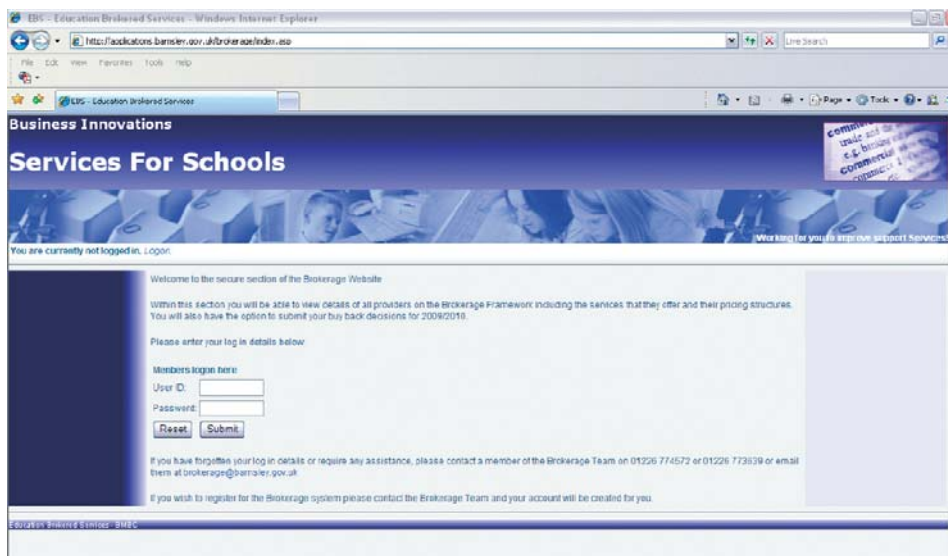 EBS - Education Brokered Services - Windows Internet Explorer
http://applications.barnsley.gov.uk/brokerage/index.asp
Live Search
File Edit View Favorites Tools Help
EBS - Education Brokered Services
Page Tools
Business Innovations
Services For Schools
trade and
e.g. banking
commercial
commerce
Working for you to improve support Services!
You are currently not logged in. Logon
Welcome to the secure section of the Brokerage Website
Within this section you will be able to view details of all providers on the Brokerage Framework including the services that they offer and their pricing structures.
You will also have the option to submit your buy back decisions for 2009/2010.
Please enter your log in details below
Members logon here
User ID:
Password:
Reset Submit
If you have forgotten your log in details or require any assistance, please contact a member of the Brokerage Team on 01226 774572 or 01226 773639 or email
them at brokerage@barnsley.gov.uk
If you wish to register for the Brokerage system please contact the Brokerage Team and your account will be created for you.
Education Brokered Services - BMBC